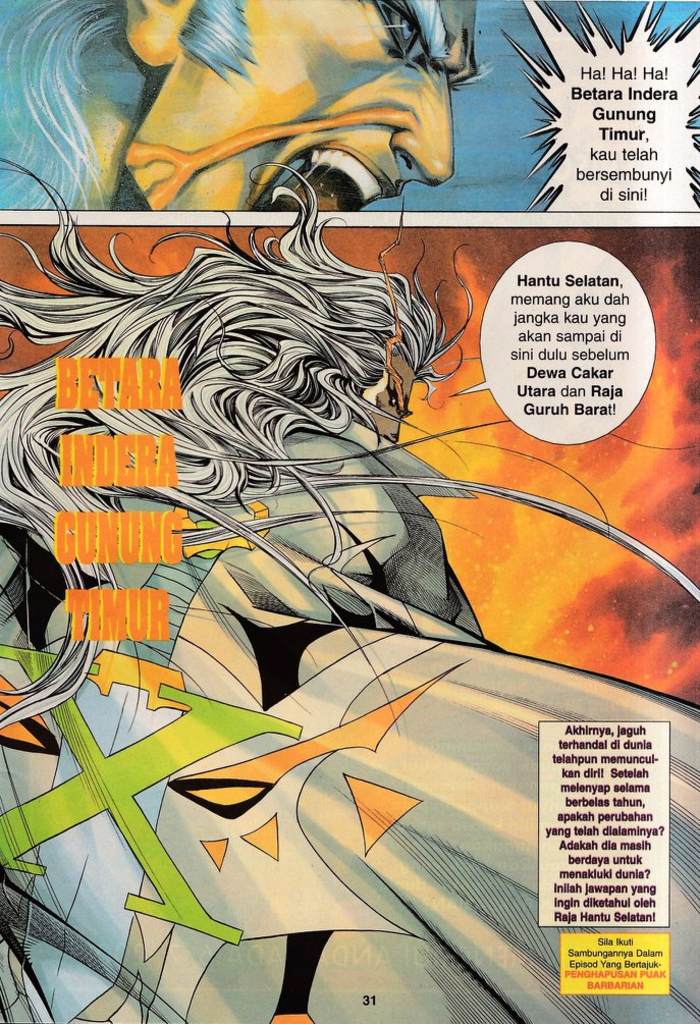 Ha! Ha! Ha!
Betara Indera
Gunung
Timur,
kau telah
bersembunyi
di sini!
Hantu Selatan,
memang aku dah
jangka kau yang
akan sampai di
sini dulu sebelum
Dewa Cakar
Utara dan Raja
Guruh Barat!
BETARA
INDERA
GUNUNG
TIMUR
Akhirnya, jaguh
terhandal di dunia
telahpun memuncul-
kan diri! Setelah
melenyap selama
berbelas tahun,
apakah perubahan
yang telah dialaminya?
Adakah dia masih
berdaya untuk
menakluki dunia?
Inilah jawapan yang
ingin diketahui oleh
Raja Hantu Selatan!
Sila Ikuti
Sambungannya Dalam
Episod Yang Bertajuk-
PENGHAPUSAN PUAK
BARBARIAN
31